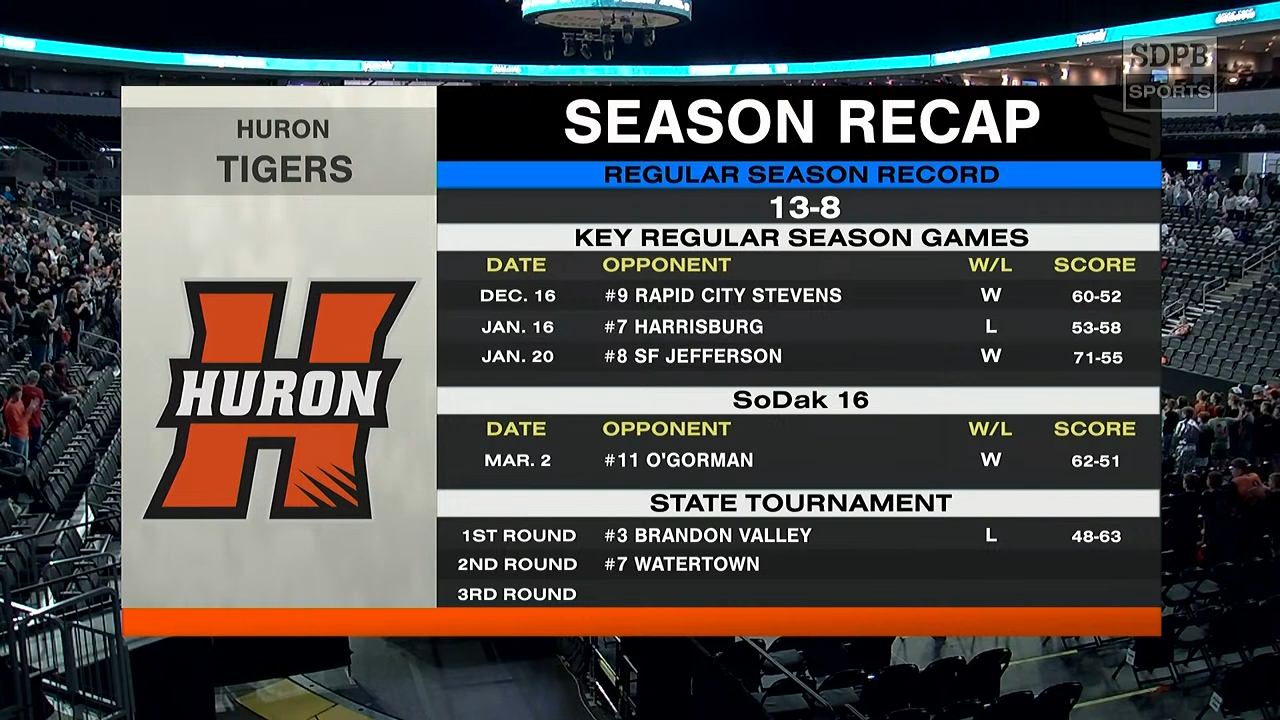 SDPB
SPORTS
HURON
TIGERS
HURON
SEASON RECAP
REGULAR SEASON RECORD
13-8
KEY REGULAR SEASON GAMES
DATE OPPONENT W/L SCORE
DEC. 16 #9 RAPID CITY STEVENS W 60-52
JAN. 16 #7 HARRISBURG L 53-58
JAN. 20 #8 SF JEFFERSON W 71-55
SoDak 16
DATE OPPONENT W/L SCORE
MAR. 2 #11 O'GORMAN W 62-51
STATE TOURNAMENT
1ST ROUND #3 BRANDON VALLEY L 48-63
2ND ROUND #7 WATERTOWN
3RD ROUND